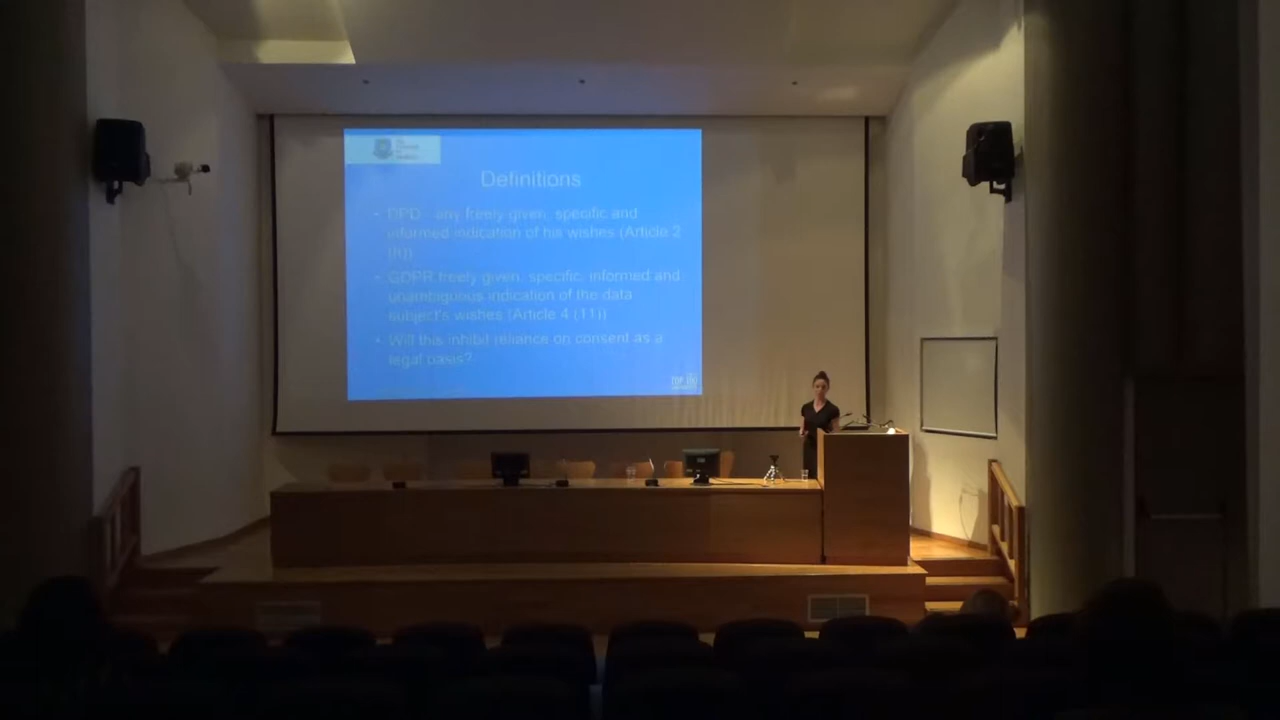 Definitions
• DPD - any freely given, specific and
informed indication of his wishes (Article 2
(h))
• GDPR freely given, specific, informed and
unambiguous indication of the data
subject's wishes (Article 4 (11))
• Will this inhibit reliance on consent as a
legal basis?
TOP 100